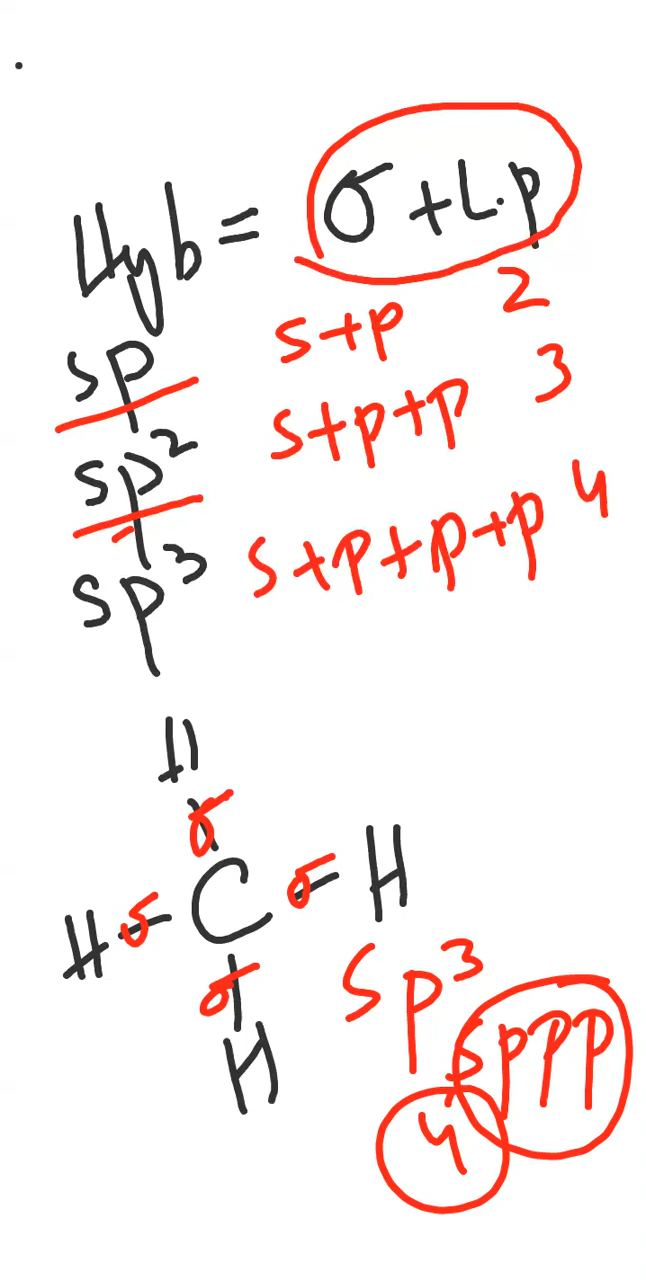 Hyb = σ + L.p
sp s+p 2
sp² s+p+p 3
sp³ s+p+p+p 4
H
σ
H σ C σ H
σ
H
sp³
sppp
4